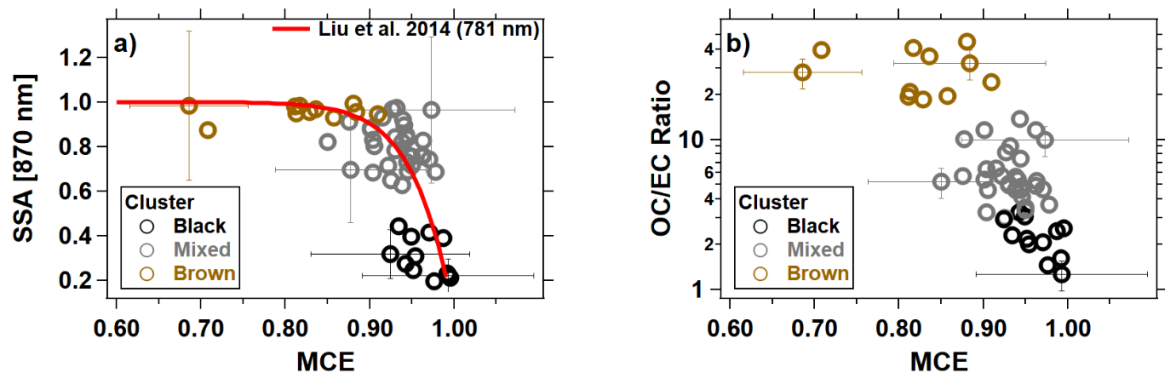 a)
Liu et al. 2014 (781 nm)
SSA [870 nm]
1.2
1.0
0.8
0.6
0.4
0.2
Cluster
Black
Mixed
Brown
0.60
0.70
0.80
0.90
1.00
MCE
b)
OC/EC Ratio
4
2
10
6
4
2
1
Cluster
Black
Mixed
Brown
0.60
0.70
0.80
0.90
1.00
MCE